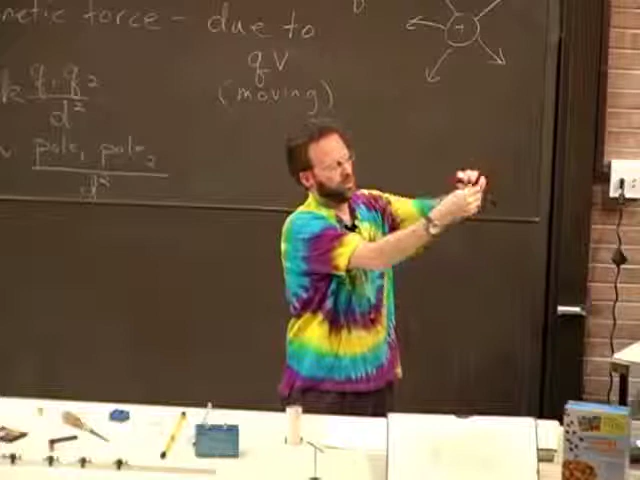 netic force - due to
qV
(moving)
k q1 q2
d²
pole1 pole2
d²
+